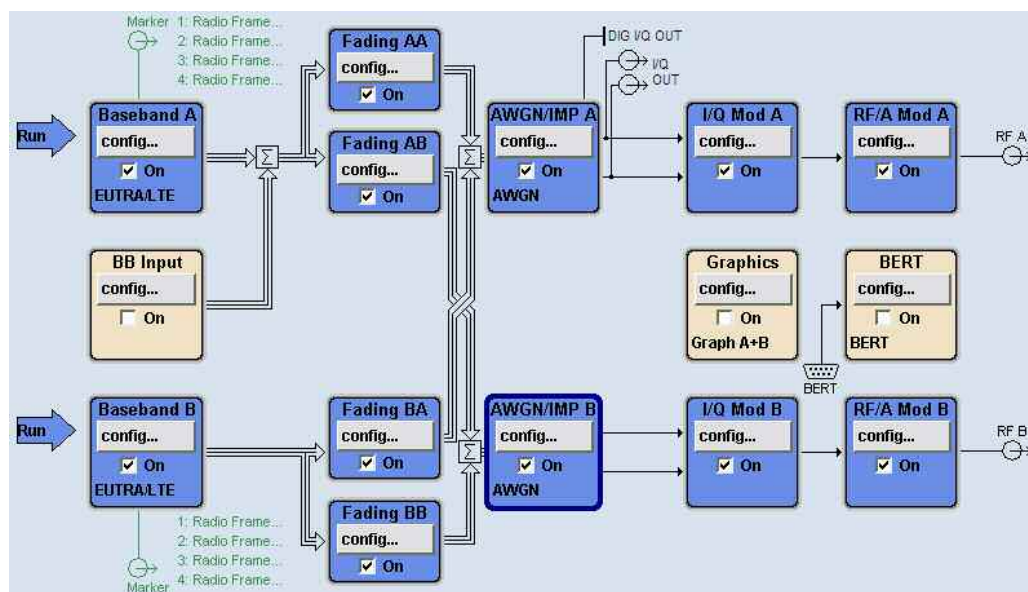 Marker 1: Radio Frame...
2: Radio Frame...
3: Radio Frame...
4: Radio Frame...
Fading AA
config...
On
DIG I/Q OUT
I/Q
OUT
Run
Baseband A
config...
On
EUTRA/LTE
Σ
Fading AB
config...
On
Σ
AWGN/IMP A
config...
On
AWGN
I/Q Mod A
config...
On
RF/A Mod A
config...
On
RF A
BB Input
config...
On
Graphics
config...
On
Graph A+B
BERT
config...
On
BERT
BERT
Run
Baseband B
config...
On
EUTRA/LTE
Fading BA
config...
On
Σ
AWGN/IMP B
config...
On
AWGN
I/Q Mod B
config...
On
RF/A Mod B
config...
On
RF B
Fading BB
config...
On
1: Radio Frame...
2: Radio Frame...
3: Radio Frame...
Marker 4: Radio Frame...